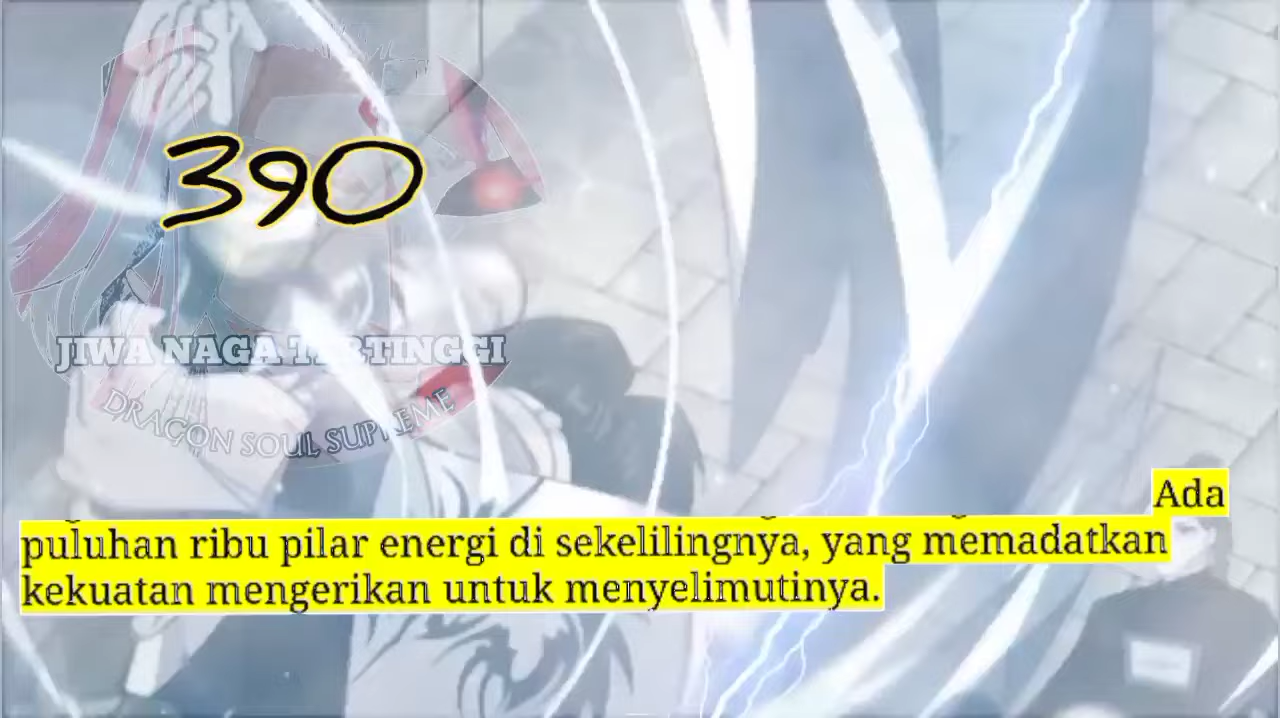 390
JIWA NAGA TERTINGGI
DRAGON SOUL SUPREME
Ada
puluhan ribu pilar energi di sekelilingnya, yang memadatkan
kekuatan mengerikan untuk menyelimutinya.